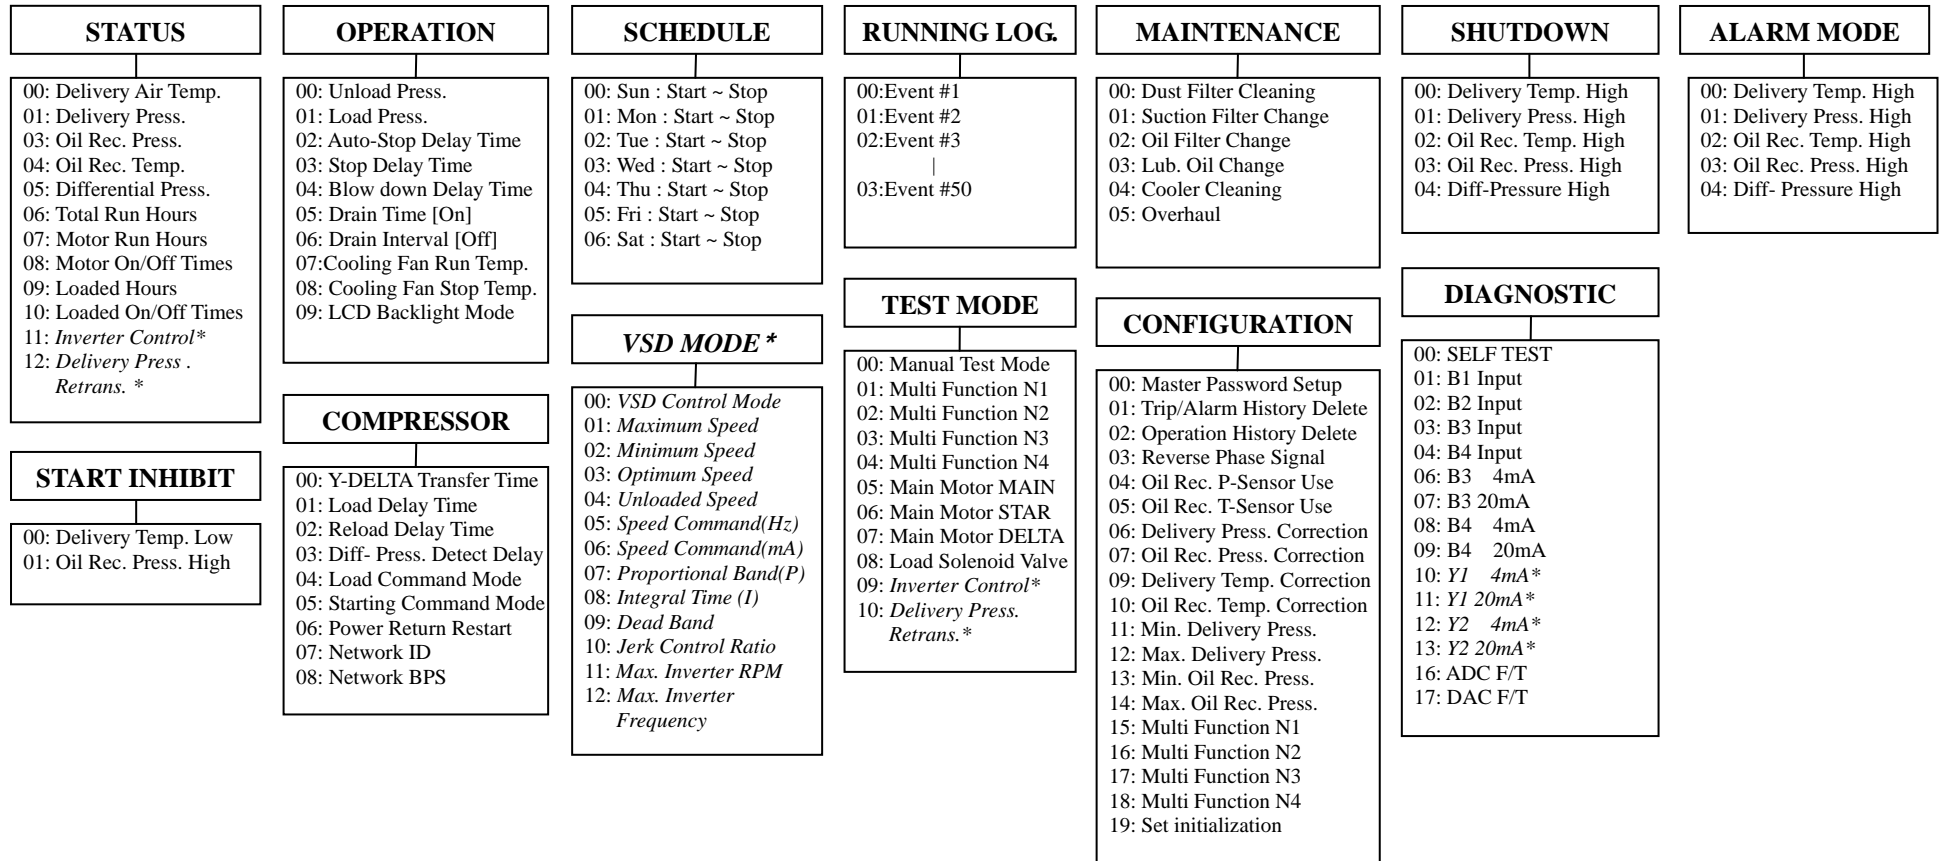 STATUS
00: Delivery Air Temp.
01: Delivery Press.
03: Oil Rec. Press.
04: Oil Rec. Temp.
05: Differential Press.
06: Total Run Hours
07: Motor Run Hours
08: Motor On/Off Times
09: Loaded Hours
10: Loaded On/Off Times
11: Inverter Control*
12: Delivery Press .
Retrans. *
START INHIBIT
00: Delivery Temp. Low
01: Oil Rec. Press. High
OPERATION
00: Unload Press.
01: Load Press.
02: Auto-Stop Delay Time
03: Stop Delay Time
04: Blow down Delay Time
05: Drain Time [On]
06: Drain Interval [Off]
07:Cooling Fan Run Temp.
08: Cooling Fan Stop Temp.
09: LCD Backlight Mode
COMPRESSOR
00: Y-DELTA Transfer Time
01: Load Delay Time
02: Reload Delay Time
03: Diff- Press. Detect Delay
04: Load Command Mode
05: Starting Command Mode
06: Power Return Restart
07: Network ID
08: Network BPS
SCHEDULE
00: Sun : Start ~ Stop
01: Mon : Start ~ Stop
02: Tue : Start ~ Stop
03: Wed : Start ~ Stop
04: Thu : Start ~ Stop
05: Fri : Start ~ Stop
06: Sat : Start ~ Stop
VSD MODE *
00: VSD Control Mode
01: Maximum Speed
02: Minimum Speed
03: Optimum Speed
04: Unloaded Speed
05: Speed Command(Hz)
06: Speed Command(mA)
07: Proportional Band(P)
08: Integral Time (I)
09: Dead Band
10: Jerk Control Ratio
11: Max. Inverter RPM
12: Max. Inverter
Frequency
RUNNING LOG.
00:Event #1
01:Event #2
02:Event #3
|
03:Event #50
TEST MODE
00: Manual Test Mode
01: Multi Function N1
02: Multi Function N2
03: Multi Function N3
04: Multi Function N4
05: Main Motor MAIN
06: Main Motor STAR
07: Main Motor DELTA
08: Load Solenoid Valve
09: Inverter Control*
10: Delivery Press.
Retrans.*
MAINTENANCE
00: Dust Filter Cleaning
01: Suction Filter Change
02: Oil Filter Change
03: Lub. Oil Change
04: Cooler Cleaning
05: Overhaul
CONFIGURATION
00: Master Password Setup
01: Trip/Alarm History Delete
02: Operation History Delete
03: Reverse Phase Signal
04: Oil Rec. P-Sensor Use
05: Oil Rec. T-Sensor Use
06: Delivery Press. Correction
07: Oil Rec. Press. Correction
09: Delivery Temp. Correction
10: Oil Rec. Temp. Correction
11: Min. Delivery Press.
12: Max. Delivery Press.
13: Min. Oil Rec. Press.
14: Max. Oil Rec. Press.
15: Multi Function N1
16: Multi Function N2
17: Multi Function N3
18: Multi Function N4
19: Set initialization
SHUTDOWN
00: Delivery Temp. High
01: Delivery Press. High
02: Oil Rec. Temp. High
03: Oil Rec. Press. High
04: Diff-Pressure High
DIAGNOSTIC
00: SELF TEST
01: B1 Input
02: B2 Input
03: B3 Input
04: B4 Input
06: B3 4mA
07: B3 20mA
08: B4 4mA
09: B4 20mA
10: Y1 4mA*
11: Y1 20mA*
12: Y2 4mA*
13: Y2 20mA*
16: ADC F/T
17: DAC F/T
ALARM MODE
00: Delivery Temp. High
01: Delivery Press. High
02: Oil Rec. Temp. High
03: Oil Rec. Press. High
04: Diff- Pressure High